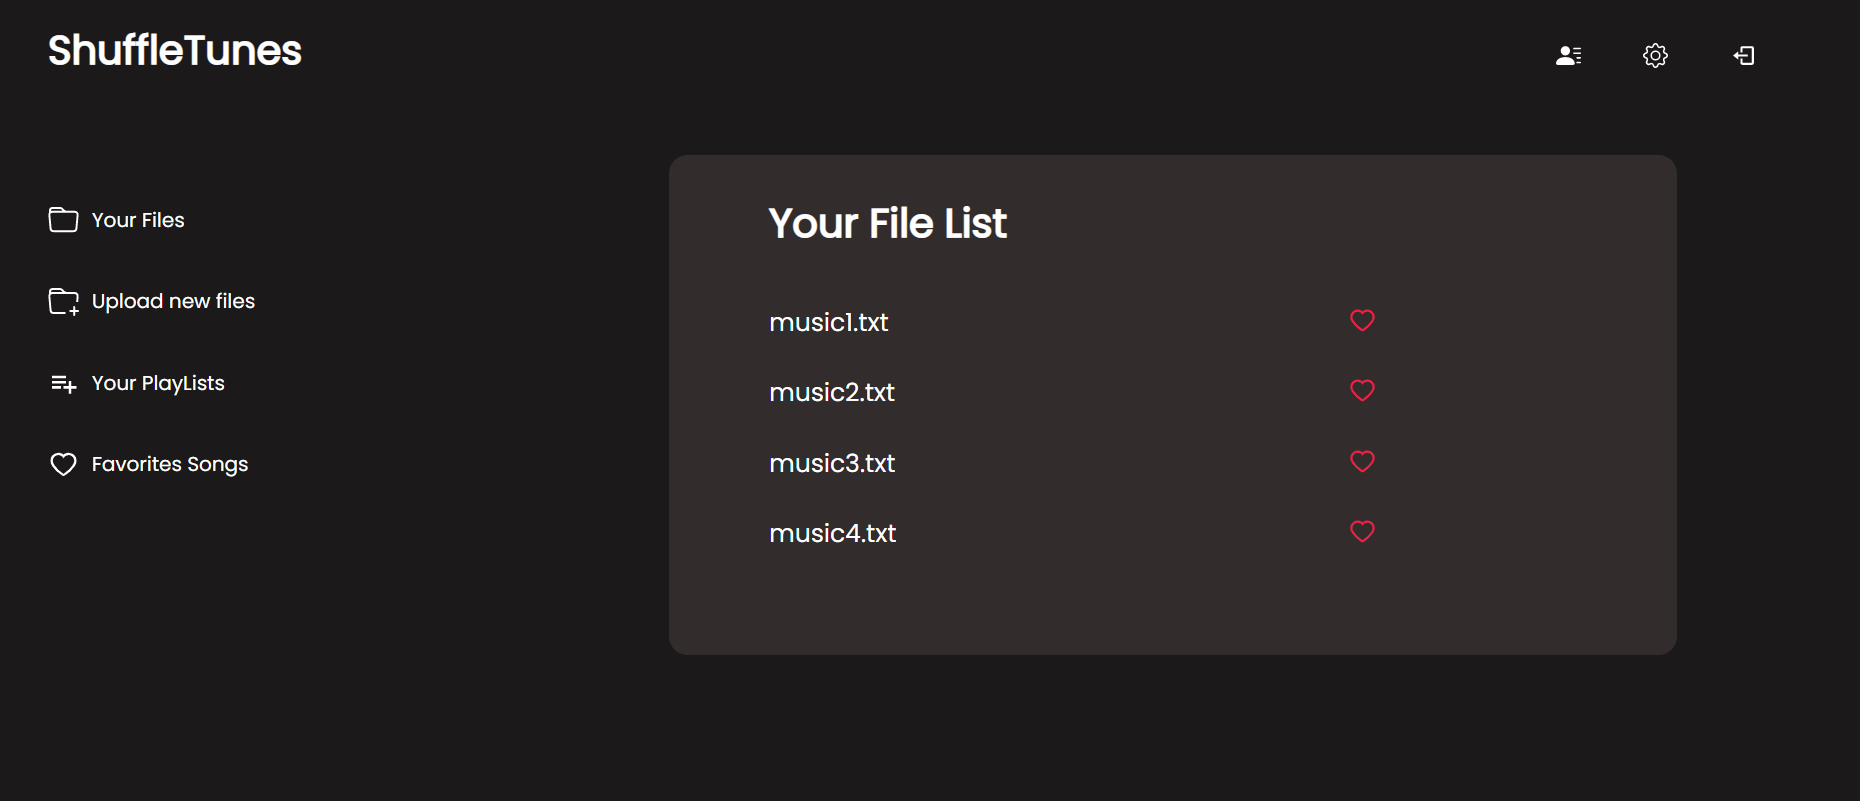 ShuffleTunes
Your Files
Upload new files
Your PlayLists
Favorites Songs
Your File List
music1.txt
music2.txt
music3.txt
music4.txt